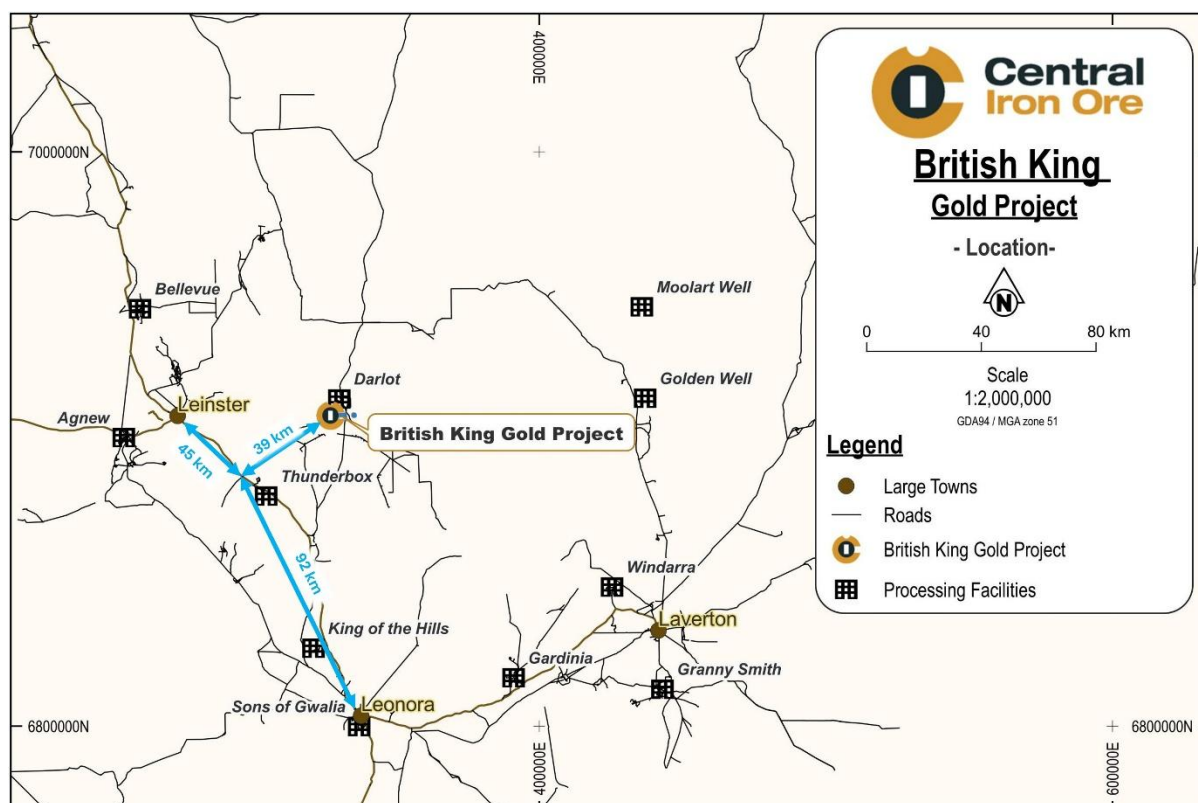 400000E
7000000N
Central
Iron Ore
British King
Gold Project
- Location-
N
0 40 80 km
Scale
1:2,000,000
GDA94 / MGA zone 51
Legend
Large Towns
Roads
British King Gold Project
Processing Facilities
Bellevue
Moolart Well
Darlot
Golden Well
Leinster
Agnew
British King Gold Project
39 km
45 km
Thunderbox
92 km
Windarra
Laverton
King of the Hills
Gardinia
Granny Smith
Sons of Gwalia
Leonora
6800000N
6800000N
400000E
600000E